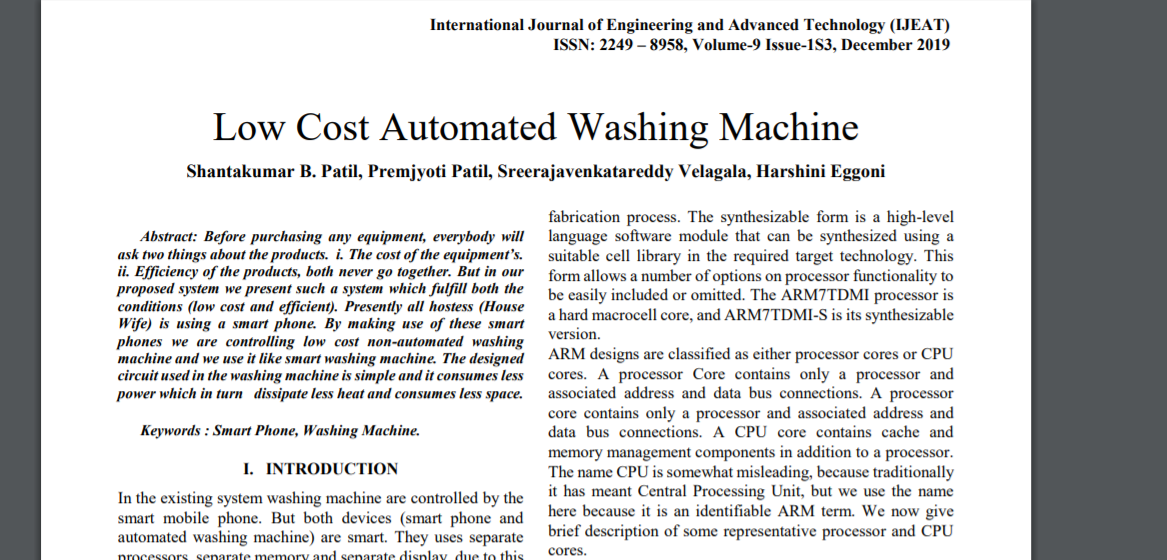 International Journal of Engineering and Advanced Technology (IJEAT)
ISSN: 2249 – 8958, Volume-9 Issue-1S3, December 2019
Low Cost Automated Washing Machine
Shantakumar B. Patil, Premjyoti Patil, Sreerajavenkatareddy Velagala, Harshini Eggoni
Abstract: Before purchasing any equipment, everybody will
ask two things about the products. i. The cost of the equipment's.
ii. Efficiency of the products, both never go together. But in our
proposed system we present such a system which fulfill both the
conditions (low cost and efficient). Presently all hostess (House
Wife) is using a smart phone. By making use of these smart
phones we are controlling low cost non-automated washing
machine and we use it like smart washing machine. The designed
circuit used in the washing machine is simple and it consumes less
power which in turn dissipate less heat and consumes less space.
Keywords : Smart Phone, Washing Machine.
I. INTRODUCTION
In the existing system washing machine are controlled by the
smart mobile phone. But both devices (smart phone and
automated washing machine) are smart. They uses separate
processors, separate memory and separate display, due to this
fabrication process. The synthesizable form is a high-level
language software module that can be synthesized using a
suitable cell library in the required target technology. This
form allows a number of options on processor functionality to
be easily included or omitted. The ARM7TDMI processor is
a hard macrocell core, and ARM7TDMI-S is its synthesizable
version.
ARM designs are classified as either processor cores or CPU
cores. A processor Core contains only a processor and
associated address and data bus connections. A processor
core contains only a processor and associated address and
data bus connections. A CPU core contains cache and
memory management components in addition to a processor.
The name CPU is somewhat misleading, because traditionally
it has meant Central Processing Unit, but we use the name
here because it is an identifiable ARM term. We now give
brief description of some representative processor and CPU
cores.